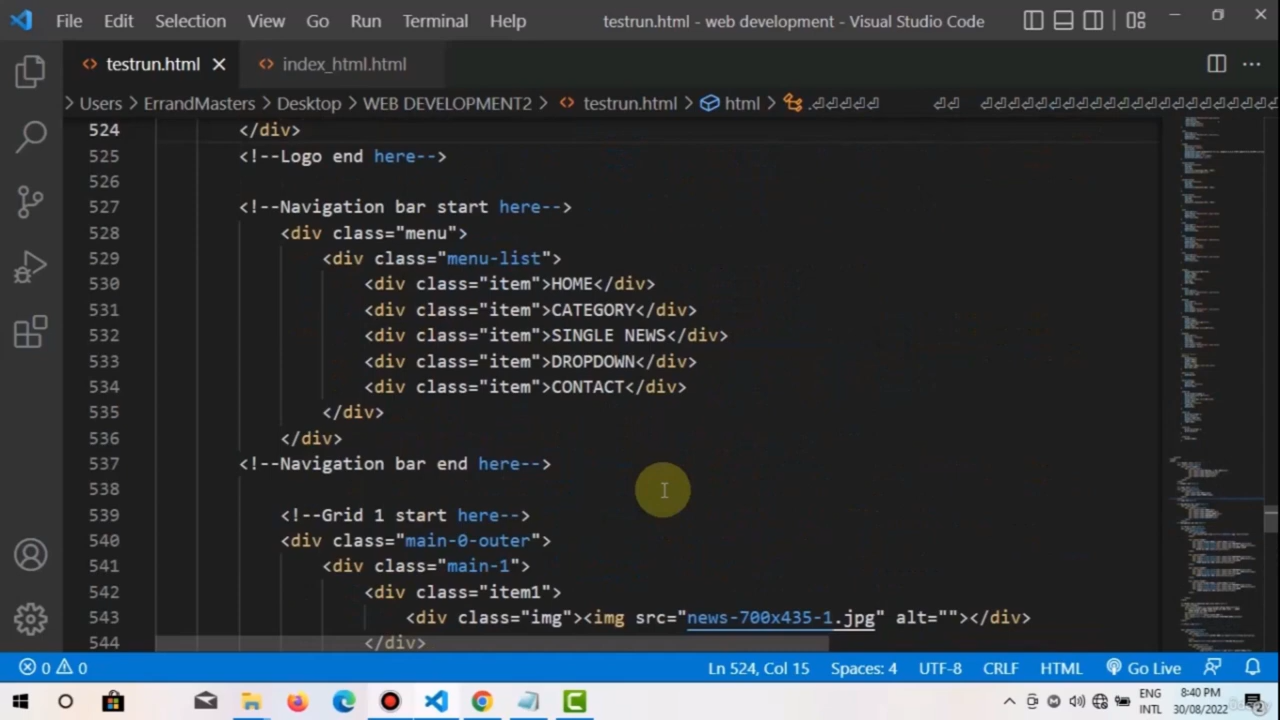 File Edit Selection View Go Run Terminal Help testrun.html - web development - Visual Studio Code
testrun.html index_html.html
Users ErrandMasters Desktop WEB DEVELOPMENT2 testrun.html html
524 </div>
525 <!--Logo end here-->
526
527 <!--Navigation bar start here-->
528 <div class="menu">
529 <div class="menu-list">
530 <div class="item">HOME</div>
531 <div class="item">CATEGORY</div>
532 <div class="item">SINGLE NEWS</div>
533 <div class="item">DROPDOWN</div>
534 <div class="item">CONTACT</div>
535 </div>
536 </div>
537 <!--Navigation bar end here-->
538
539 <!--Grid 1 start here-->
540 <div class="main-0-outer">
541 <div class="main-1">
542 <div class="item1">
543 <div class="img"><img src="news-700x435-1.jpg" alt=""></div>
544 </div>
0 0 Ln 524, Col 15 Spaces: 4 UTF-8 CRLF HTML Go Live
ENG 8:40 PM
INTL 30/08/2022 2